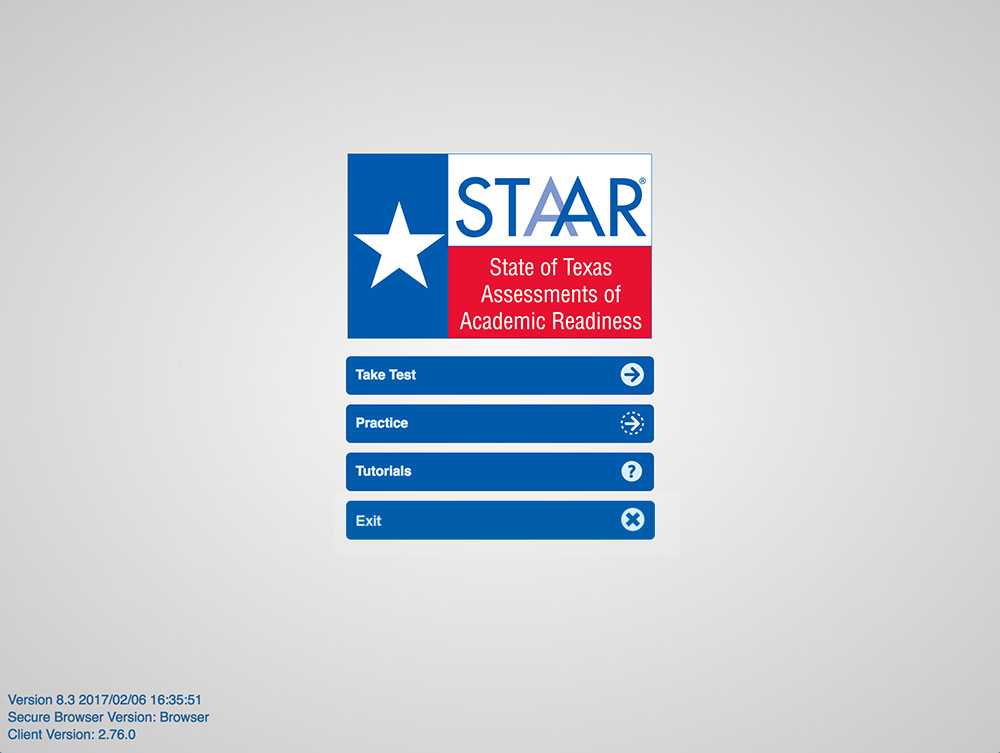 STAAR®
State of Texas
Assessments of
Academic Readiness
Take Test
Practice
Tutorials
?
Exit
Version 8.3 2017/02/06 16:35:51
Secure Browser Version: Browser
Client Version: 2.76.0